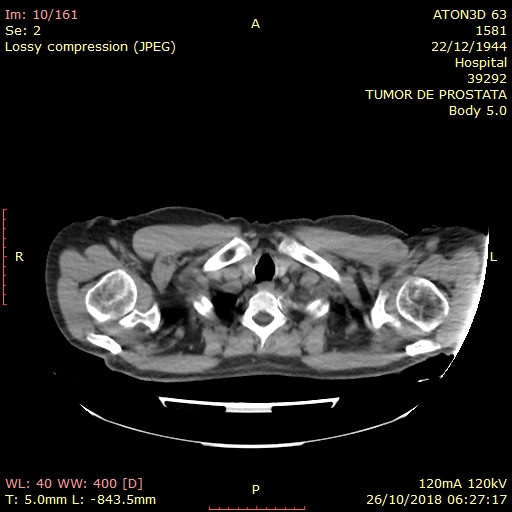 Im: 10/161
Se: 2
Lossy compression (JPEG)
A
ATON3D 63
1581
22/12/1944
Hospital
39292
TUMOR DE PROSTATA
Body 5.0
R
L
WL: 40 WW: 400 [D]
T: 5.0mm L: -843.5mm
P
120mA 120kV
26/10/2018 06:27:17